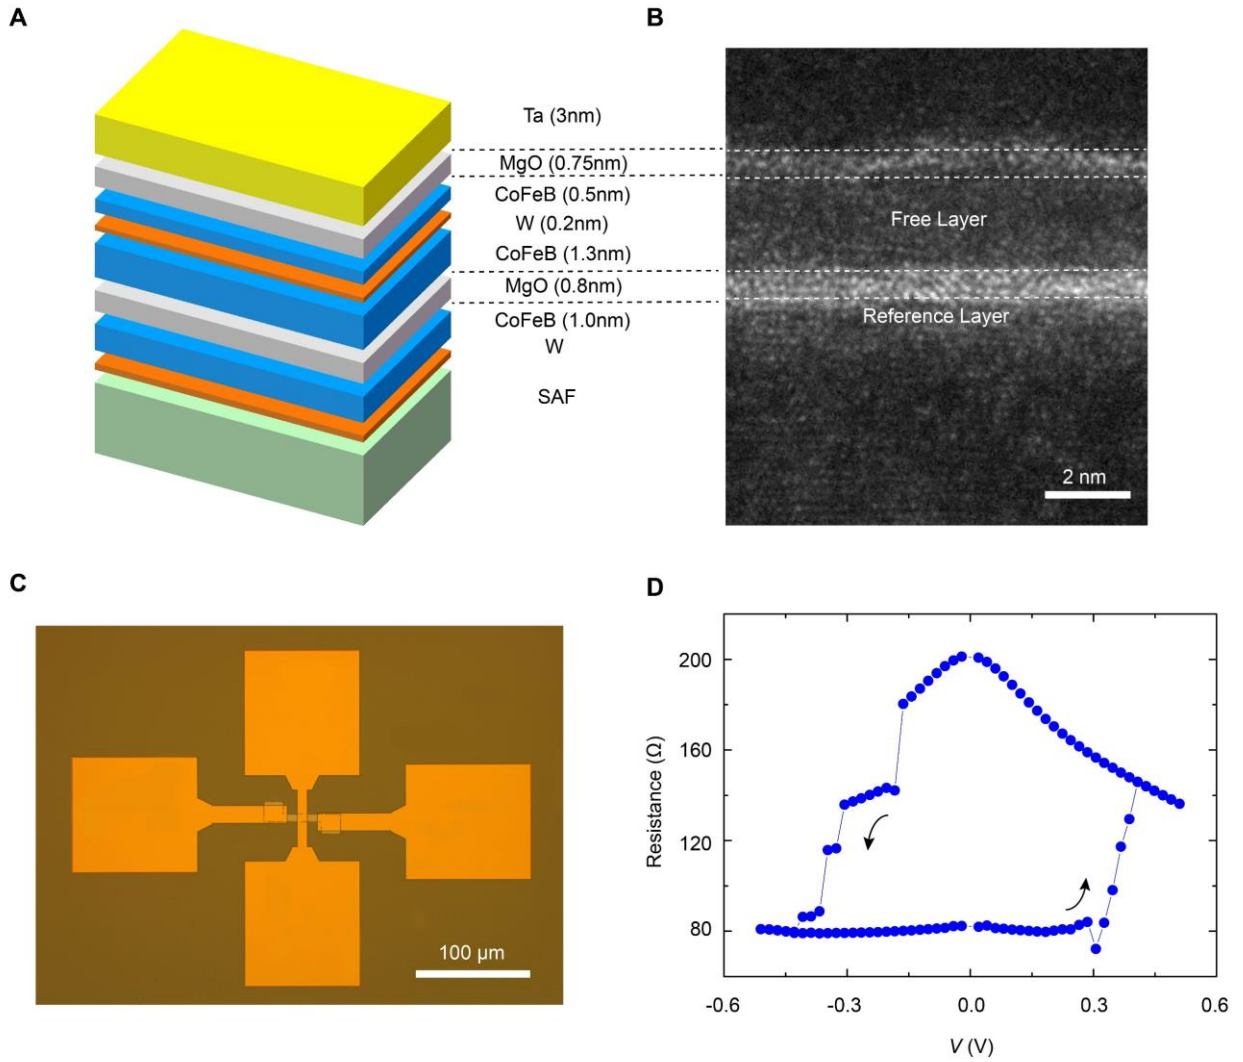 A
Ta (3nm)
MgO (0.75nm)
CoFeB (0.5nm)
W (0.2nm)
CoFeB (1.3nm)
MgO (0.8nm)
CoFeB (1.0nm)
W
SAF
B
Free Layer
Reference Layer
2 nm
C
100 µm
D
Resistance (Ω)
200
160
120
80
-0.6
-0.3
0.0
0.3
0.6
V (V)